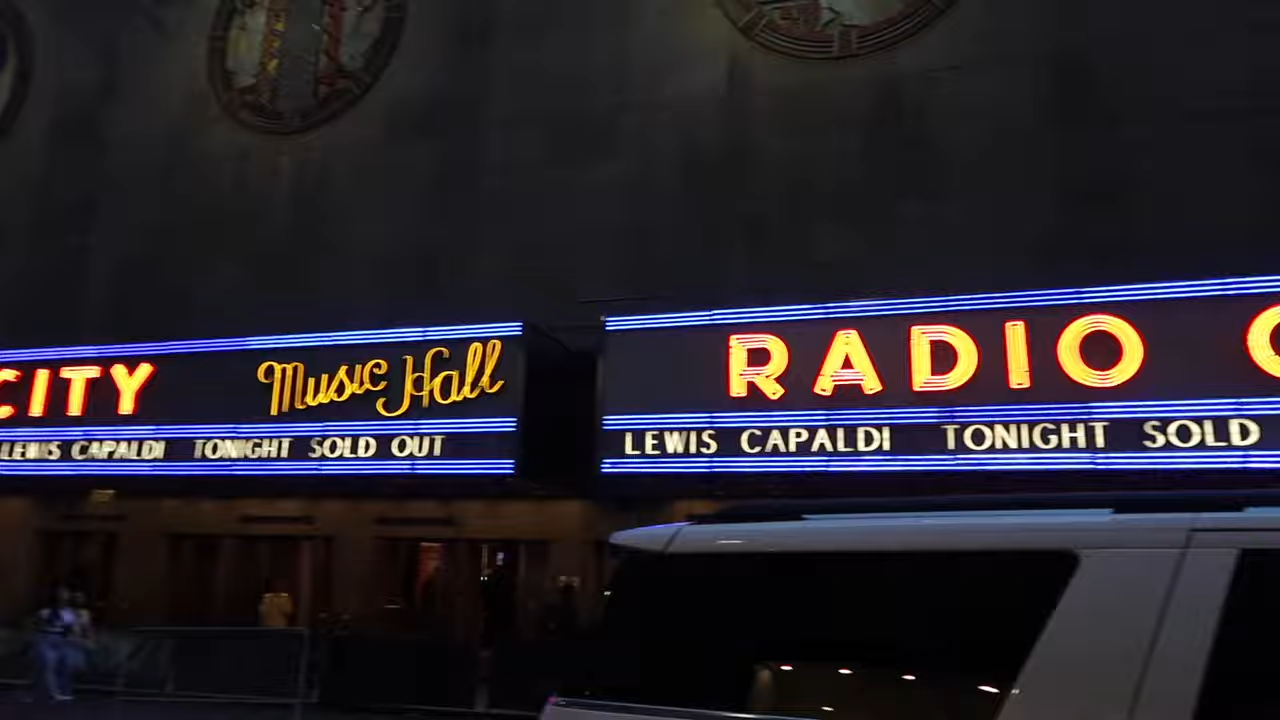 CITY Music Hall
LEWIS CAPALDI TONIGHT SOLD OUT
RADIO C
LEWIS CAPALDI TONIGHT SOLD